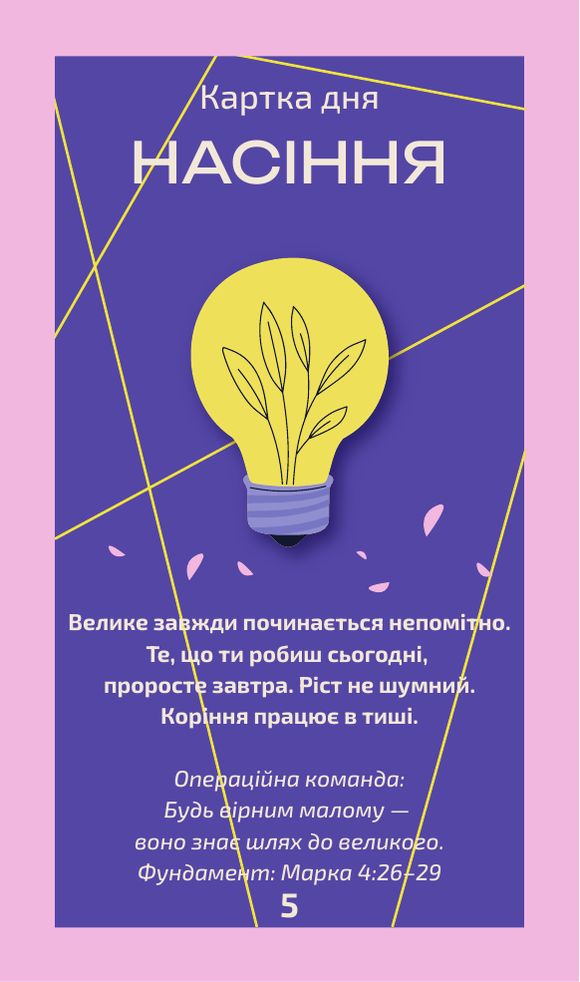 Картка дня
НАСІННЯ
Велике завжди починається непомітно.
Те, що ти робиш сьогодні,
проросте завтра. Ріст не шумний.
Коріння працює в тиші.
Операційна команда:
Будь вірним малому —
воно знає шлях до великого.
Фундамент: Марка 4:26–29
5